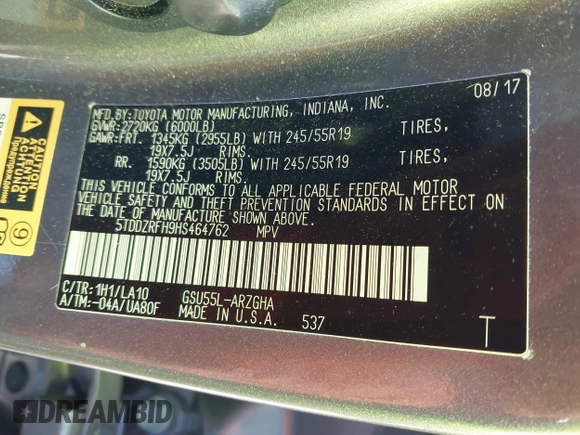 MFD.BY:TOYOTA MOTOR MANUFACTURING, INDIANA, INC. 08/17
GVWR:2720KG (6000LB)
GAWR:FRT. 1345KG (2955LB) WITH 245/55R19 TIRES,
19X7.5J RIMS.
RR. 1590KG (3505LB) WITH 245/55R19 TIRES,
19X7.5J RIMS.
THIS VEHICLE CONFORMS TO ALL APPLICABLE FEDERAL MOTOR
VEHICLE SAFETY AND THEFT PREVENTION STANDARDS IN EFFECT ON
THE DATE OF MANUFACTURE SHOWN ABOVE.
5TDDZRFH9HS464762 MPV
C/TR:1H1/LA10 GSU55L-ARZGHA
A/TM:-04A/UA80F MADE IN U.S.A. 537 T
CAUTION
ATTENTION
ACHTUNG
9
DREAMBID